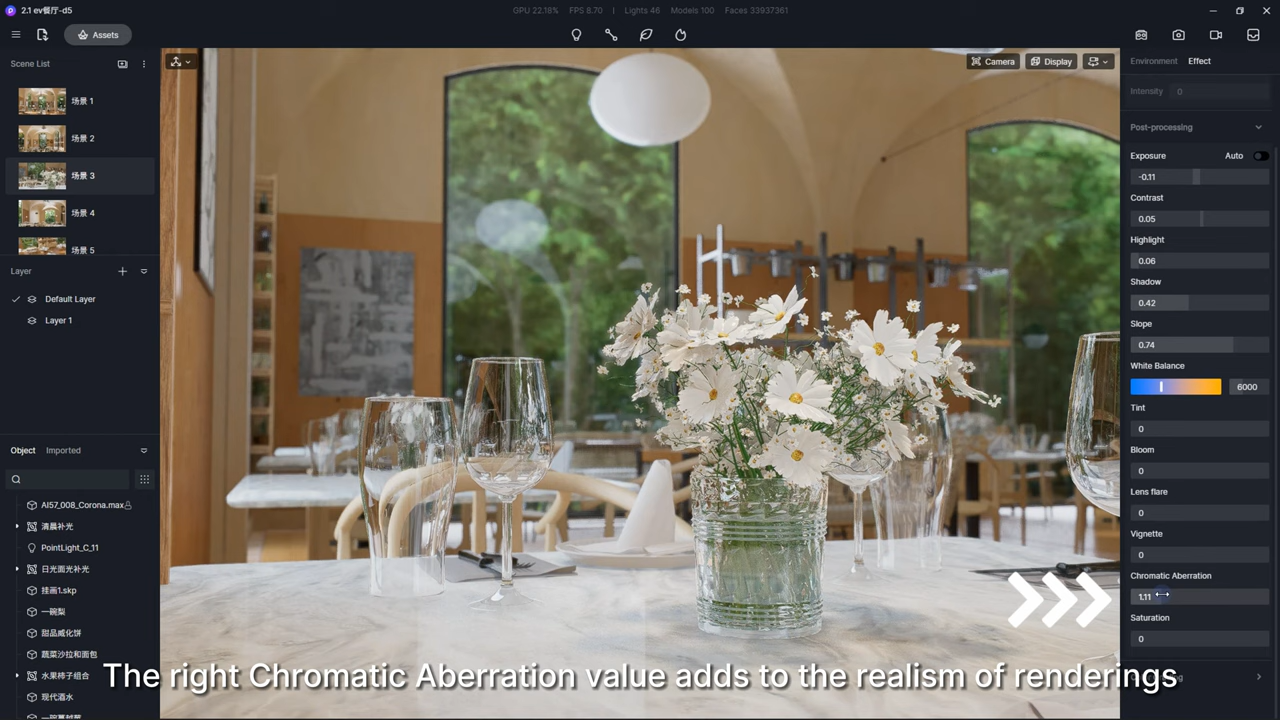 2.1 ev餐厅-d5
GPU 22.18% FPS 8.70 | Lights 46 Models 100 Faces 33937361
Assets
Scene List
场景 1
场景 2
场景 3
场景 4
场景 5
Layer
Default Layer
Layer 1
Object Imported
AI57_008_Corona.max
清晨补光
PointLight_C_11
日光面光补光
挂画1.skp
一碗梨
甜品威化饼
蔬菜沙拉和面包
水果柿子组合
现代酒水
Camera
Display
Environment Effect
Intensity 0
Post-processing
Exposure Auto
-0.11
Contrast
0.05
Highlight
0.06
Shadow
0.42
Slope
0.74
White Balance
6000
Tint
0
Bloom
0
Lens flare
0
Vignette
0
Chromatic Aberration
1.11
Saturation
0
The right Chromatic Aberration value adds to the realism of renderings